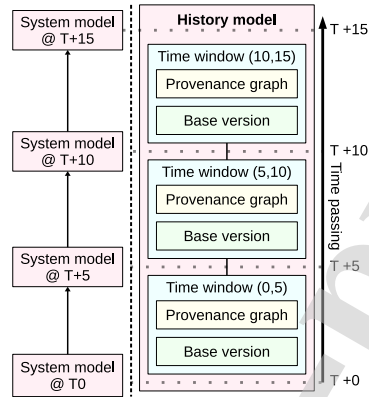 System model
@ T+15
System model
@ T+10
System model
@ T+5
System model
@ T0
History model
Time window (10,15)
Provenance graph
Base version
Time window (5,10)
Provenance graph
Base version
Time window (0,5)
Provenance graph
Base version
T +15
T +10
T +5
T +0
Time passing